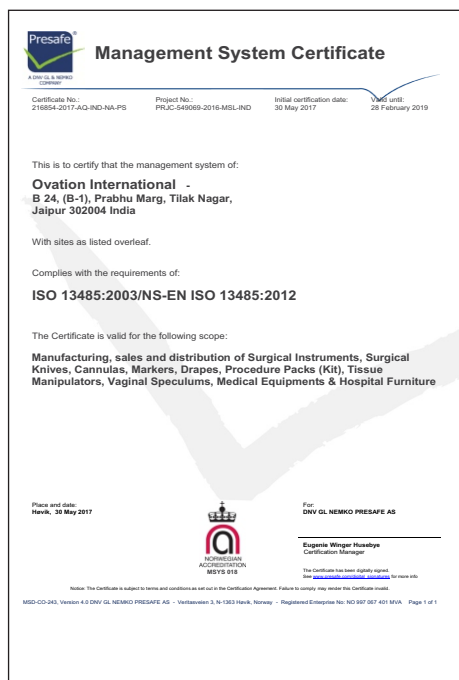 Presafe
A DNV GL & NEMKO
COMPANY
Management System Certificate
Certificate No.:
216854-2017-AQ-IND-NA-PS
Project No.:
PRJC-549069-2016-MSL-IND
Initial certification date:
30 May 2017
Valid until:
28 February 2019
This is to certify that the management system of:
Ovation International -
B 24, (B-1), Prabhu Marg, Tilak Nagar,
Jaipur 302004 India
With sites as listed overleaf.
Complies with the requirements of:
ISO 13485:2003/NS-EN ISO 13485:2012
The Certificate is valid for the following scope:
Manufacturing, sales and distribution of Surgical Instruments, Surgical
Knives, Cannulas, Markers, Drapes, Procedure Packs (Kit), Tissue
Manipulators, Vaginal Speculums, Medical Equipments & Hospital Furniture
Place and date:
Høvik, 30 May 2017
NORWEGIAN
ACCREDITATION
MSYS 018
For:
DNV GL NEMKO PRESAFE AS
Eugenie Winger Husebye
Certification Manager
The Certificate has been digitally signed.
See www.presafe.com/digital_signatures for more info
Notice: The Certificate is subject to terms and conditions as set out in the Certification Agreement. Failure to comply may render this Certificate invalid.
MSD-CO-243, Version 4.0 DNV GL NEMKO PRESAFE AS – Veritasveien 3, N-1363 Høvik, Norway – Registered Enterprise No: NO 997 067 401 MVA Page 1 of 1